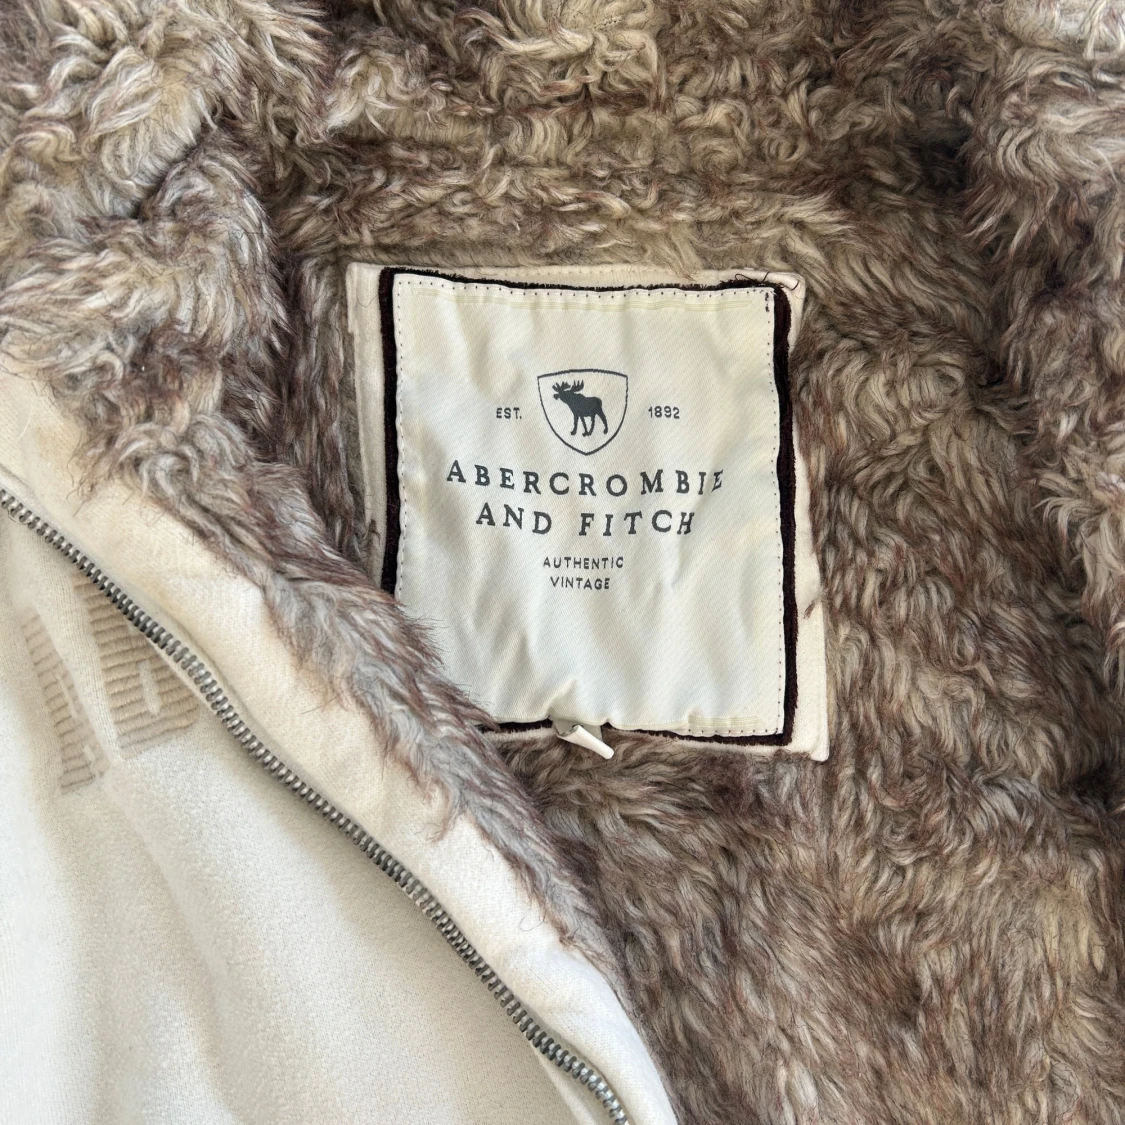 EST. 1892
ABERCROMBIE
AND FITCH
AUTHENTIC
VINTAGE